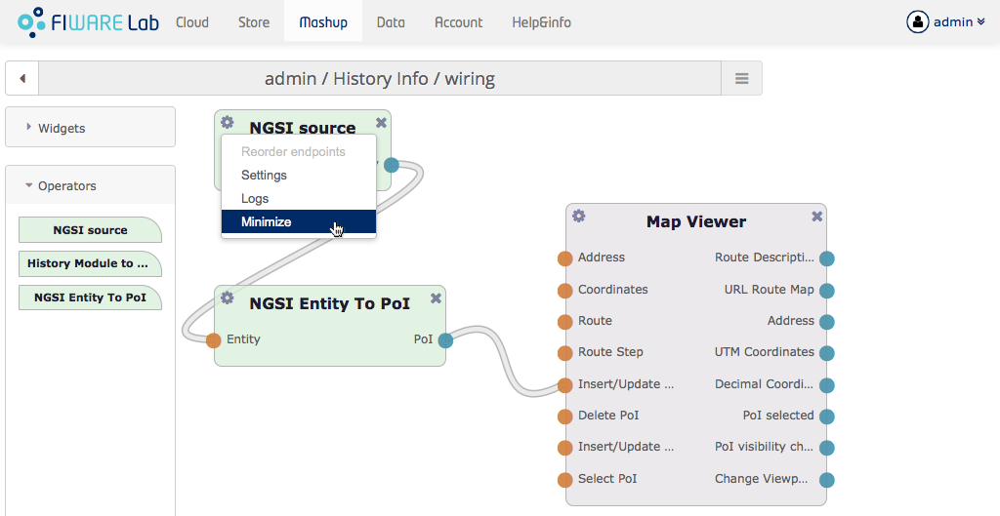 FIWARE Lab Cloud Store Mashup Data Account Help&info admin
admin / History Info / wiring
Widgets
Operators
NGSI source
History Module to ...
NGSI Entity To PoI
NGSI source
Reorder endpoints
Settings
Logs
Minimize
NGSI Entity To PoI
Entity PoI
Map Viewer
Address Route Descripti...
Coordinates URL Route Map
Route Address
Route Step UTM Coordinates
Insert/Update ... Decimal Coordi...
Delete PoI PoI selected
Insert/Update ... PoI visibility ch...
Select PoI Change Viewp...